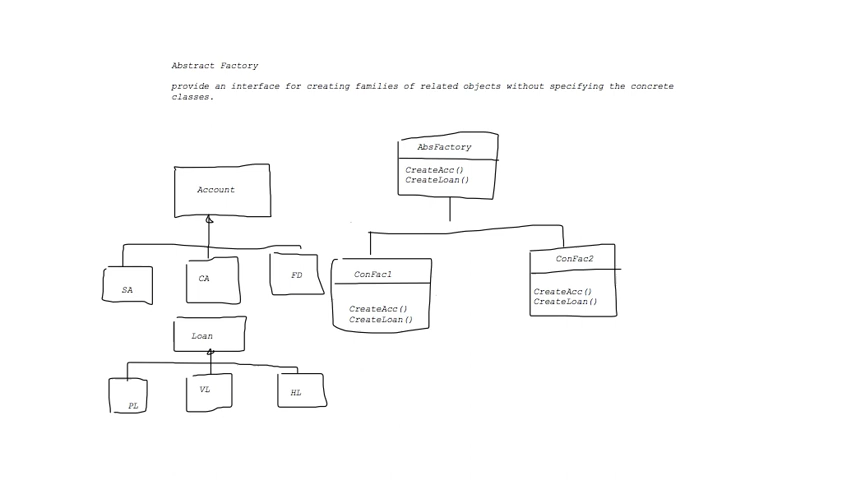 Abstract Factory
provide an interface for creating families of related objects without specifying the concrete
classes.
AbsFactory
CreateAcc()
CreateLoan()
Account
SA
CA
FD
ConFac1
CreateAcc()
CreateLoan()
ConFac2
CreateAcc()
CreateLoan()
Loan
PL
VL
HL